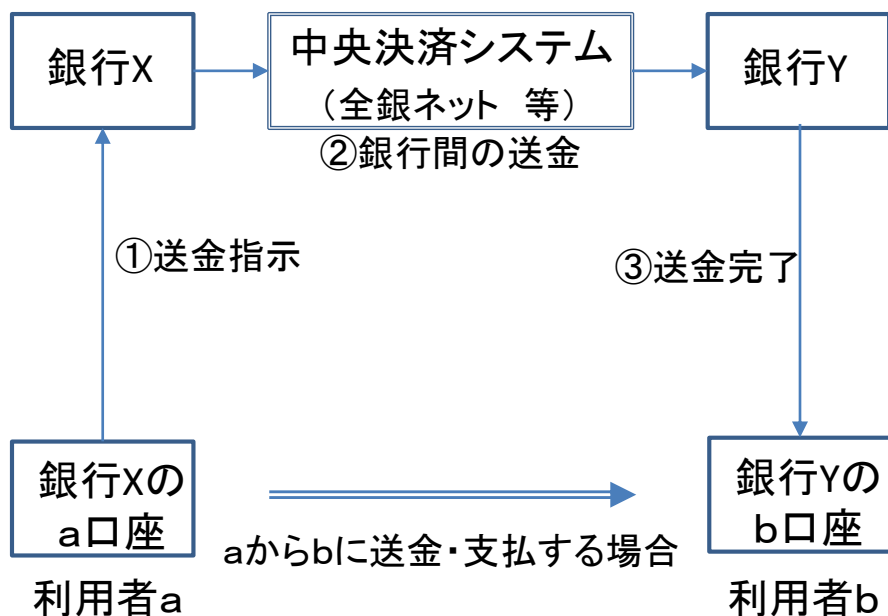 銀行X
中央決済システム
（全銀ネット　等）
銀行Y
②銀行間の送金
①送金指示
③送金完了
銀行Xの
a口座
銀行Yの
b口座
aからbに送金・支払する場合
利用者a
利用者b